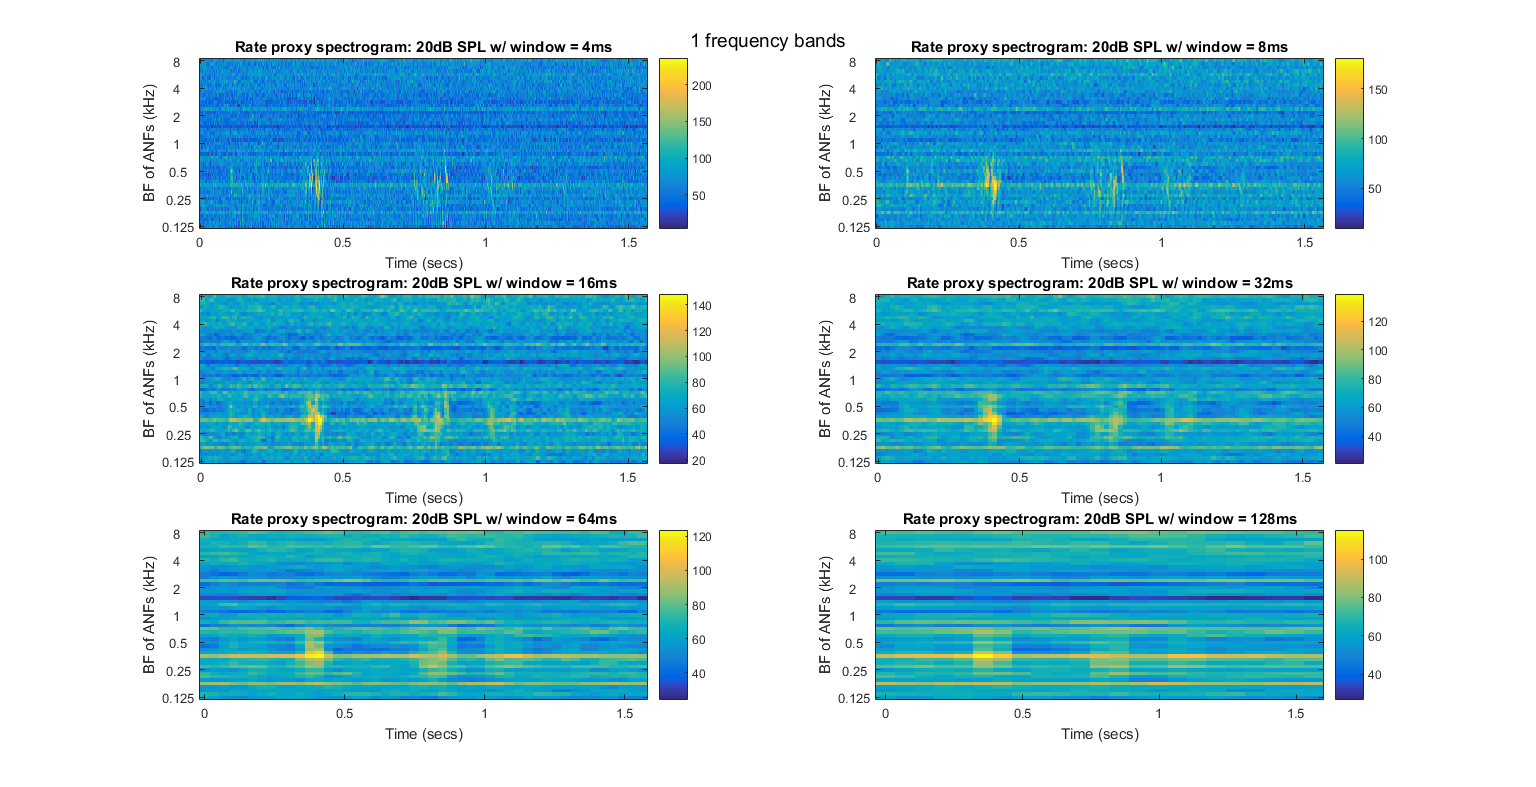 1 frequency bands
Rate proxy spectrogram: 20dB SPL w/ window = 4ms
8
4
2
1
0.5
0.25
0.125
BF of ANFs (kHz)
0 0.5 1 1.5
Time (secs)
200
150
100
50
Rate proxy spectrogram: 20dB SPL w/ window = 8ms
8
4
2
1
0.5
0.25
0.125
BF of ANFs (kHz)
0 0.5 1 1.5
Time (secs)
150
100
50
Rate proxy spectrogram: 20dB SPL w/ window = 16ms
8
4
2
1
0.5
0.25
0.125
BF of ANFs (kHz)
0 0.5 1 1.5
Time (secs)
140
120
100
80
60
40
20
Rate proxy spectrogram: 20dB SPL w/ window = 32ms
8
4
2
1
0.5
0.25
0.125
BF of ANFs (kHz)
0 0.5 1 1.5
Time (secs)
120
100
80
60
40
Rate proxy spectrogram: 20dB SPL w/ window = 64ms
8
4
2
1
0.5
0.25
0.125
BF of ANFs (kHz)
0 0.5 1 1.5
Time (secs)
120
100
80
60
40
Rate proxy spectrogram: 20dB SPL w/ window = 128ms
8
4
2
1
0.5
0.25
0.125
BF of ANFs (kHz)
0 0.5 1 1.5
Time (secs)
100
80
60
40